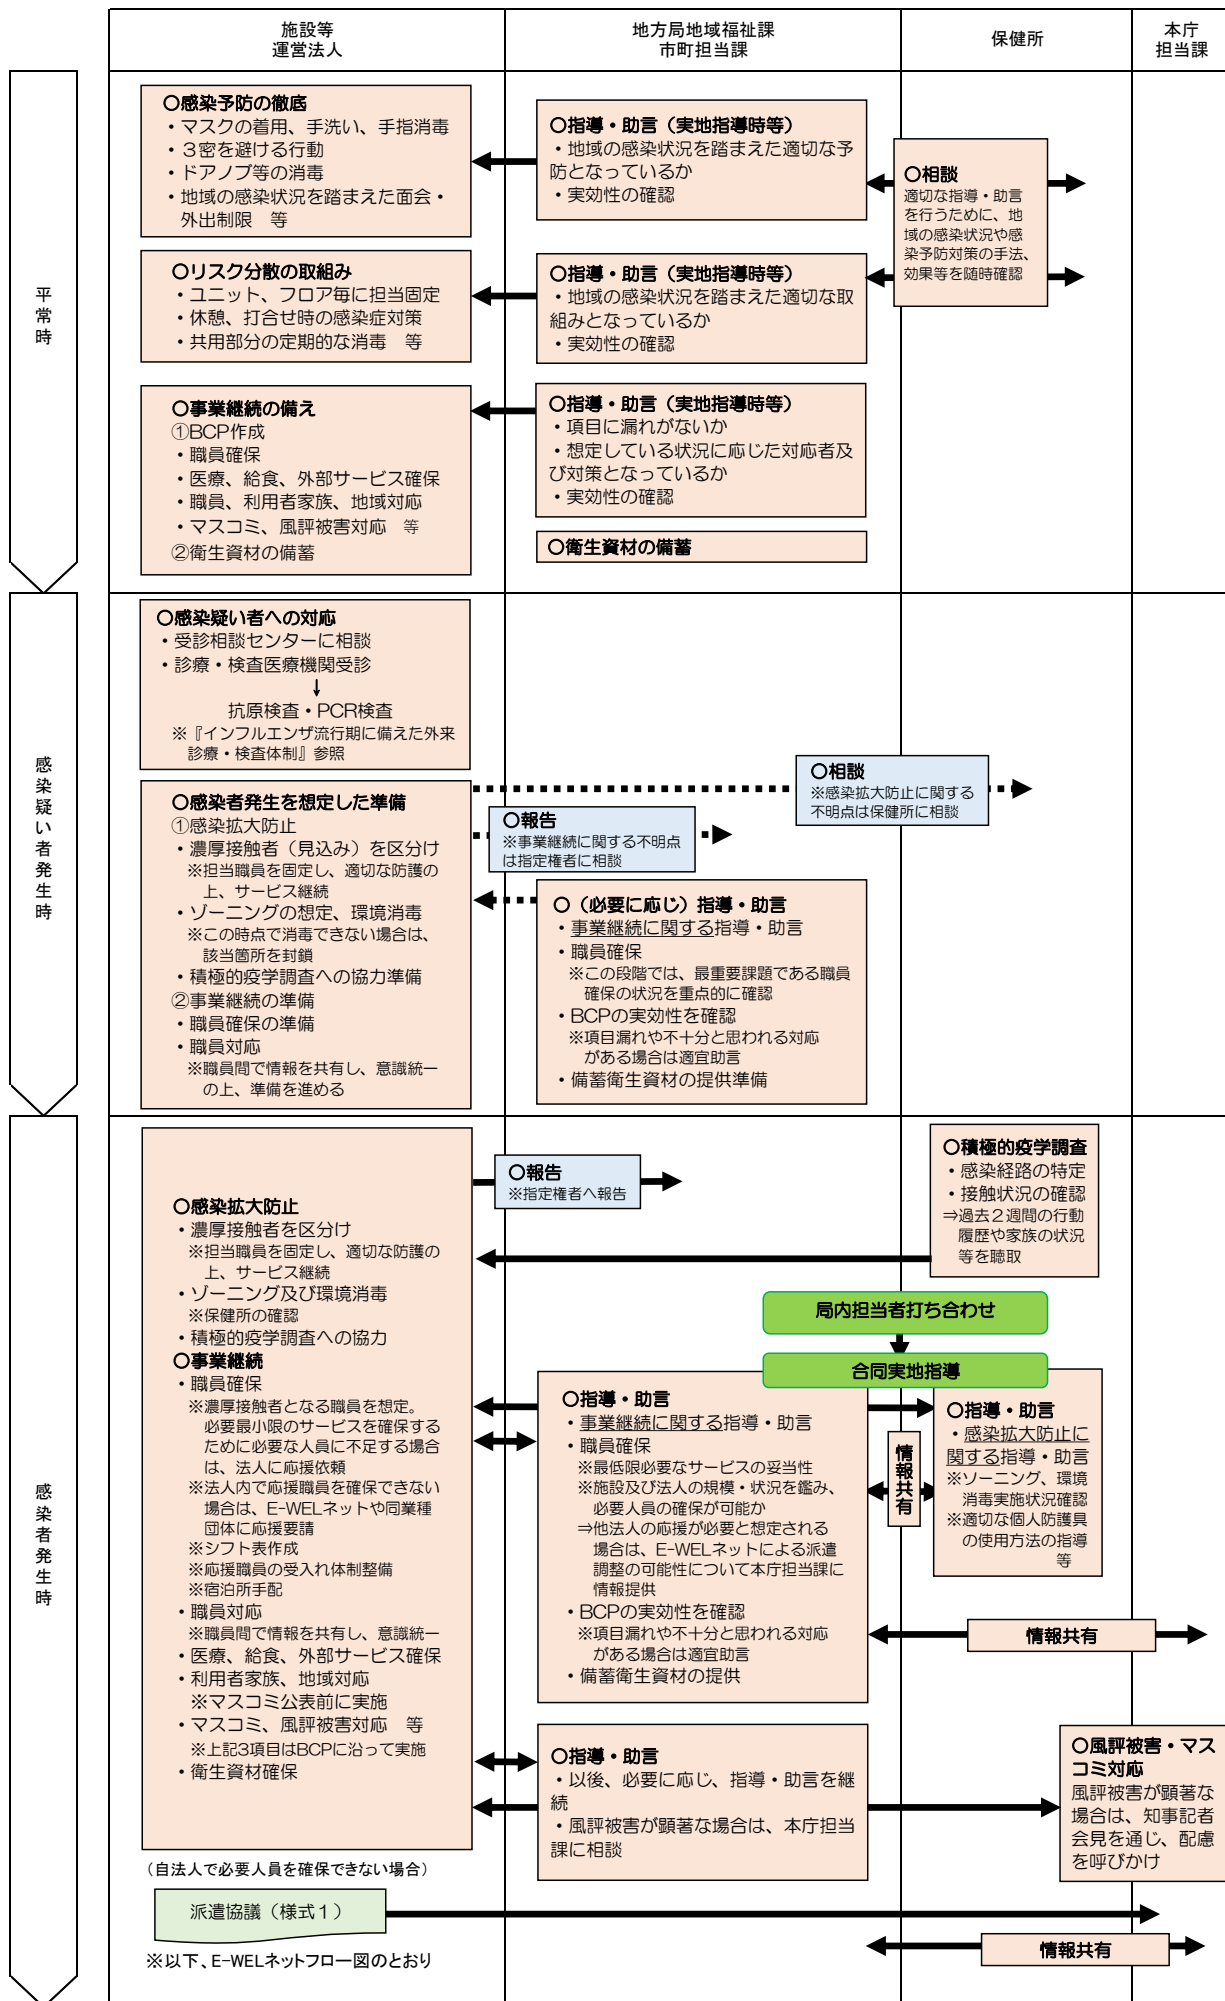 施設等
運営法人
地方局地域福祉課
市町担当課
保健所
本庁
担当課
平常時
○感染予防の徹底
・マスクの着用、手洗い、手指消毒
・３密を避ける行動
・ドアノブ等の消毒
・地域の感染状況を踏まえた面会・
外出制限　等
○指導・助言（実地指導時等）
・地域の感染状況を踏まえた適切な予
防となっているか
・実効性の確認
○相談
適切な指導・助言
を行うために、地
域の感染状況や感
染予防対策の手法、
効果等を随時確認
○リスク分散の取組み
・ユニット、フロア毎に担当固定
・休憩、打合せ時の感染症対策
・共用部分の定期的な消毒　等
○指導・助言（実地指導時等）
・地域の感染状況を踏まえた適切な取
組みとなっているか
・実効性の確認
○事業継続の備え
①BCP作成
・職員確保
・医療、給食、外部サービス確保
・職員、利用者家族、地域対応
・マスコミ、風評被害対応　等
②衛生資材の備蓄
○指導・助言（実地指導時等）
・項目に漏れがないか
・想定している状況に応じた対応者及
び対策となっているか
・実効性の確認
○衛生資材の備蓄
感染疑い者発生時
○感染疑い者への対応
・受診相談センターに相談
・診療・検査医療機関受診
↓
抗原検査・PCR検査
※『インフルエンザ流行期に備えた外来
診療・検査体制』参照
○感染者発生を想定した準備
①感染拡大防止
・濃厚接触者（見込み）を区分け
※担当職員を固定し、適切な防護の
上、サービス継続
・ゾーニングの想定、環境消毒
※この時点で消毒できない場合は、
該当箇所を封鎖
・積極的疫学調査への協力準備
②事業継続の準備
・職員確保の準備
・職員対応
※職員間で情報を共有し、意識統一
の上、準備を進める
○相談
※感染拡大防止に関する
不明点は保健所に相談
○報告
※事業継続に関する不明点
は指定権者に相談
○（必要に応じ）指導・助言
・事業継続に関する指導・助言
・職員確保
※この段階では、最重要課題である職員
確保の状況を重点的に確認
・BCPの実効性を確認
※項目漏れや不十分と思われる対応
がある場合は適宜助言
・備蓄衛生資材の提供準備
感染者発生時
○感染拡大防止
・濃厚接触者を区分け
※担当職員を固定し、適切な防護の
上、サービス継続
・ゾーニング及び環境消毒
※保健所の確認
・積極的疫学調査への協力
○事業継続
・職員確保
※濃厚接触者となる職員を想定。
必要最小限のサービスを確保する
ために必要な人員に不足する場合
は、法人に応援依頼
※法人内で応援職員を確保できない
場合は、E-WELネットや同業種
団体に応援要請
※シフト表作成
※応援職員の受入れ体制整備
※宿泊所手配
・職員対応
※職員間で情報を共有し、意識統一
・医療、給食、外部サービス確保
・利用者家族、地域対応
※マスコミ公表前に実施
・マスコミ、風評被害対応　等
※上記3項目はBCPに沿って実施
・衛生資材確保
○報告
※指定権者へ報告
○積極的疫学調査
・感染経路の特定
・接触状況の確認
⇒過去２週間の行動
履歴や家族の状況
等を聴取
局内担当者打ち合わせ
合同実地指導
○指導・助言
・事業継続に関する指導・助言
・職員確保
※最低限必要なサービスの妥当性
※施設及び法人の規模・状況を鑑み、
必要人員の確保が可能か
⇒他法人の応援が必要と想定される
場合は、E-WELネットによる派遣
調整の可能性について本庁担当課に
情報提供
・BCPの実効性を確認
※項目漏れや不十分と思われる対応
がある場合は適宜助言
・備蓄衛生資材の提供
情報共有
○指導・助言
・感染拡大防止に
関する指導・助言
※ゾーニング、環境
消毒実施状況確認
※適切な個人防護具
の使用方法の指導
等
情報共有
○指導・助言
・以後、必要に応じ、指導・助言を継
続
・風評被害が顕著な場合は、本庁担当
課に相談
○風評被害・マス
コミ対応
風評被害が顕著な
場合は、知事記者
会見を通じ、配慮
を呼びかけ
（自法人で必要人員を確保できない場合）
派遣協議（様式１）
情報共有
※以下、E-WELネットフロー図のとおり